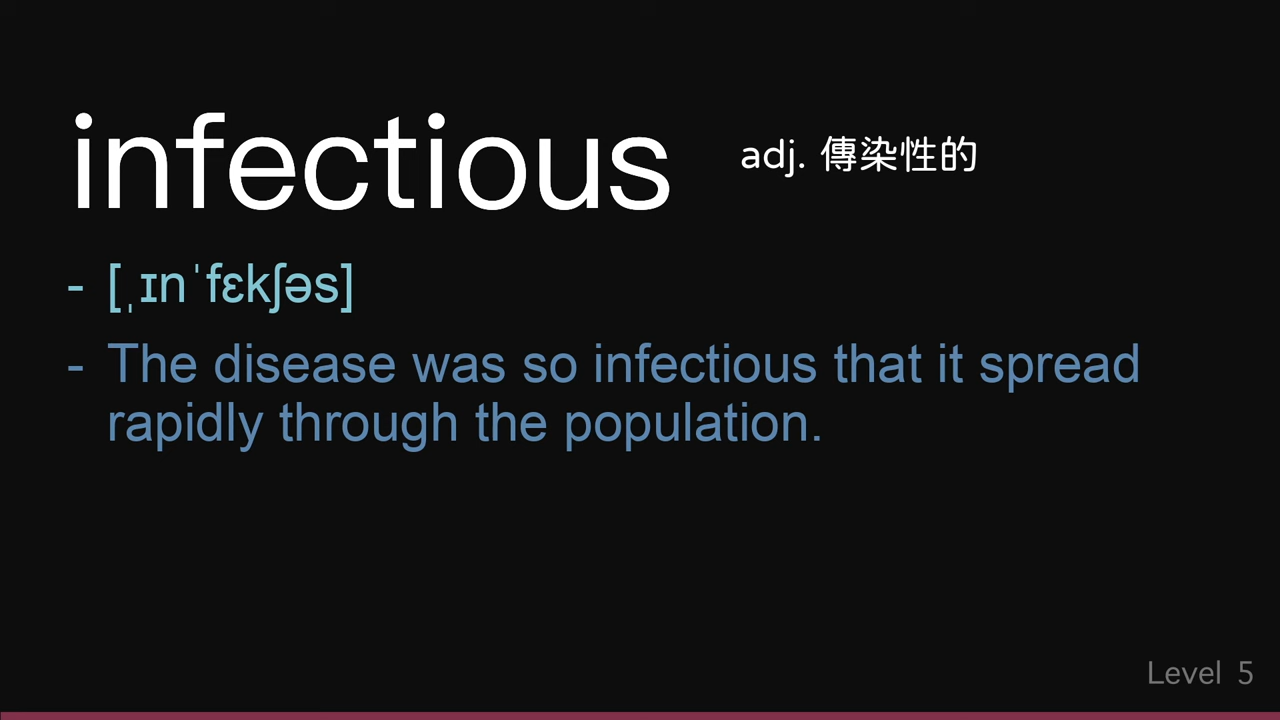 infectious adj. 傳染性的
- [ˌɪnˈfɛkʃəs]
- The disease was so infectious that it spread
rapidly through the population.
Level 5